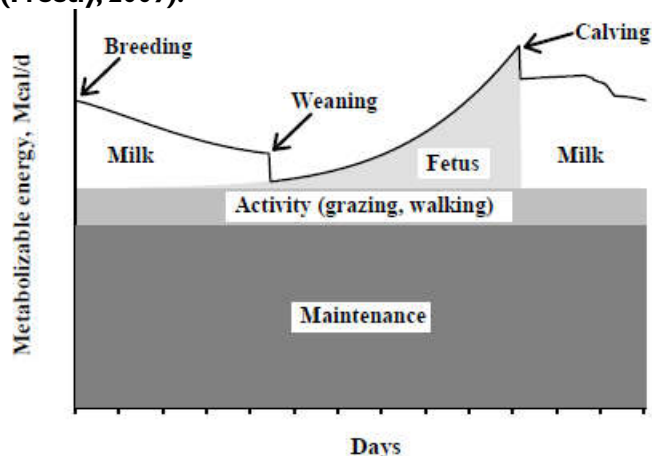 Calving
Breeding
Weaning
Milk
Fetus
Milk
Activity (grazing, walking)
Maintenance
Metabolizable energy, Mcal/d
Days